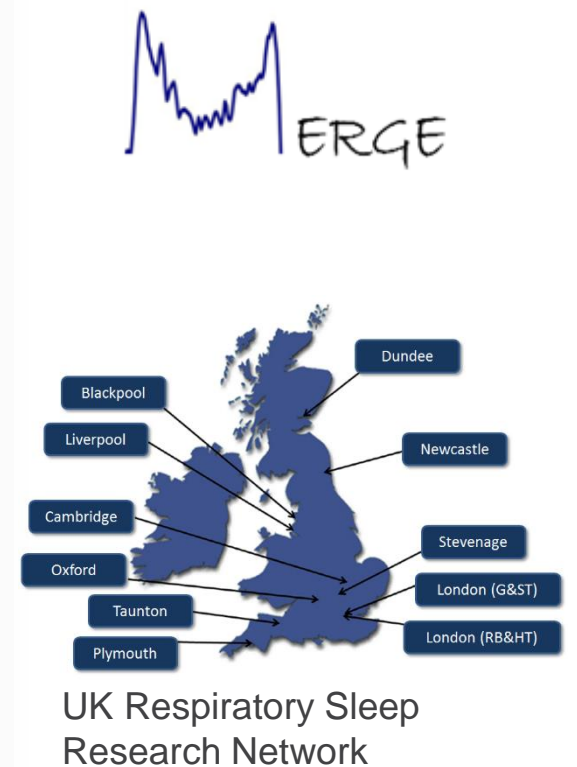 MERGE
Dundee
Blackpool
Liverpool
Newcastle
Cambridge
Stevenage
Oxford
London (G&ST)
Taunton
London (RB&HT)
Plymouth
UK Respiratory Sleep
Research Network